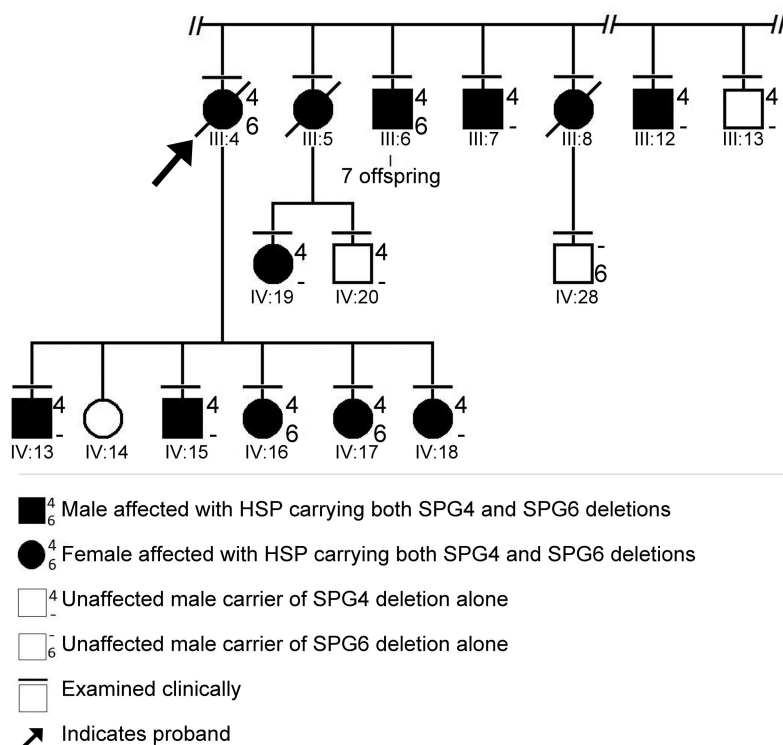 4 4 4 4 4
6 6 - - -
III:4 III:5 III:6 III:7 III:8 III:12 III:13
7 offspring
4 4 -
- - 6
IV:19 IV:20 IV:28
4 4 4 4 4
- - 6 6 -
IV:13 IV:14 IV:15 IV:16 IV:17 IV:18
4
6 Male affected with HSP carrying both SPG4 and SPG6 deletions
4
6 Female affected with HSP carrying both SPG4 and SPG6 deletions
4
- Unaffected male carrier of SPG4 deletion alone
-
6 Unaffected male carrier of SPG6 deletion alone
Examined clinically
Indicates proband